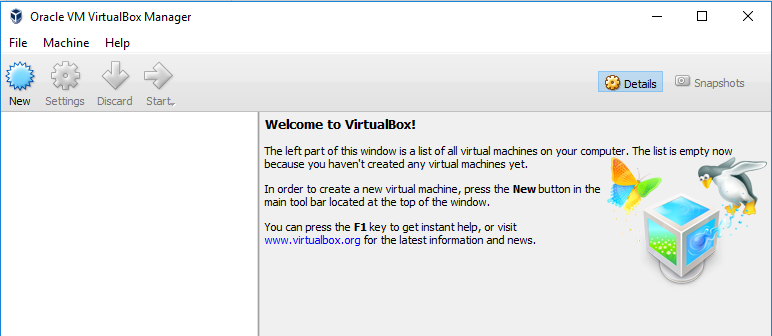 Oracle VM VirtualBox Manager
File Machine Help
New Settings Discard Start Details Snapshots
Welcome to VirtualBox!
The left part of this window is a list of all virtual machines on your computer. The list is empty now
because you haven't created any virtual machines yet.
In order to create a new virtual machine, press the New button in the
main tool bar located at the top of the window.
You can press the F1 key to get instant help, or visit
www.virtualbox.org for the latest information and news.